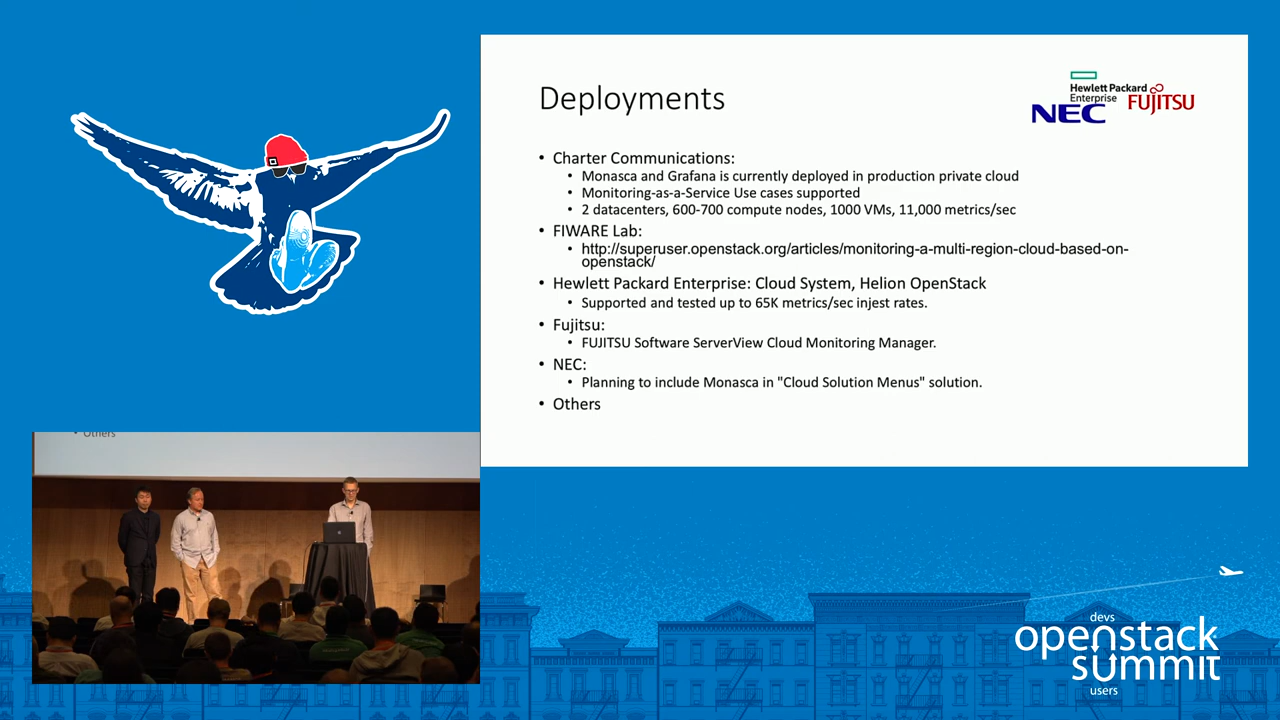 Deployments
Hewlett Packard
Enterprise
NEC
FUJITSU
• Charter Communications:
• Monasca and Grafana is currently deployed in production private cloud
• Monitoring-as-a-Service Use cases supported
• 2 datacenters, 600-700 compute nodes, 1000 VMs, 11,000 metrics/sec
• FIWARE Lab:
• http://superuser.openstack.org/articles/monitoring-a-multi-region-cloud-based-on-
openstack/
• Hewlett Packard Enterprise: Cloud System, Helion OpenStack
• Supported and tested up to 65K metrics/sec injest rates.
• Fujitsu:
• FUJITSU Software ServerView Cloud Monitoring Manager.
• NEC:
• Planning to include Monasca in "Cloud Solution Menus" solution.
• Others
• Others
devs
openstack
summit
users